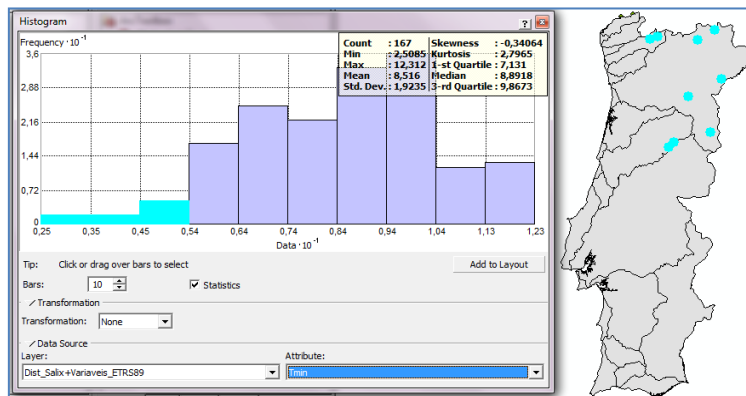 Histogram
Frequency · 10⁻¹
Count : 167 Skewness : -0,34064
Min : 2,5085 Kurtosis : 2,7965
Max : 12,312 1-st Quartile : 7,131
Mean : 8,516 Median : 8,8918
Std. Dev. : 1,9235 3-rd Quartile : 9,8673
3,6
2,88
2,16
1,44
0,72
0
0,25 0,35 0,45 0,54 0,64 0,74 0,84 0,94 1,04 1,13 1,23
Data · 10⁻¹
Tip: Click or drag over bars to select
Add to Layout
Bars: 10 Statistics
Transformation
Transformation: None
Data Source
Layer: Attribute:
Dist_Salix+Variaveis_ETRS89 Tmin